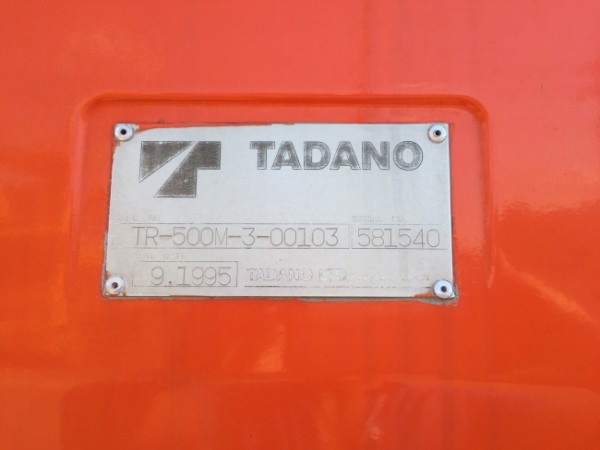 TADANO
TR-500M-3-00103 581540
9.1995 TADANO LTD